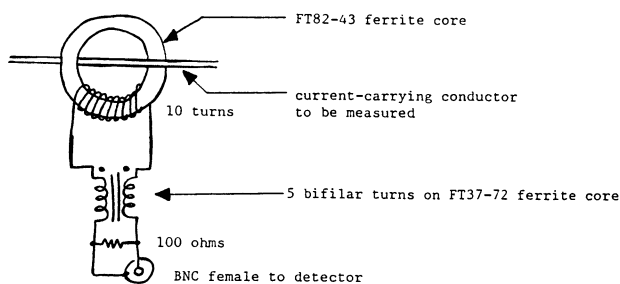 FT82-43 ferrite core
current-carrying conductor
to be measured
10 turns
5 bifilar turns on FT37-72 ferrite core
100 ohms
BNC female to detector